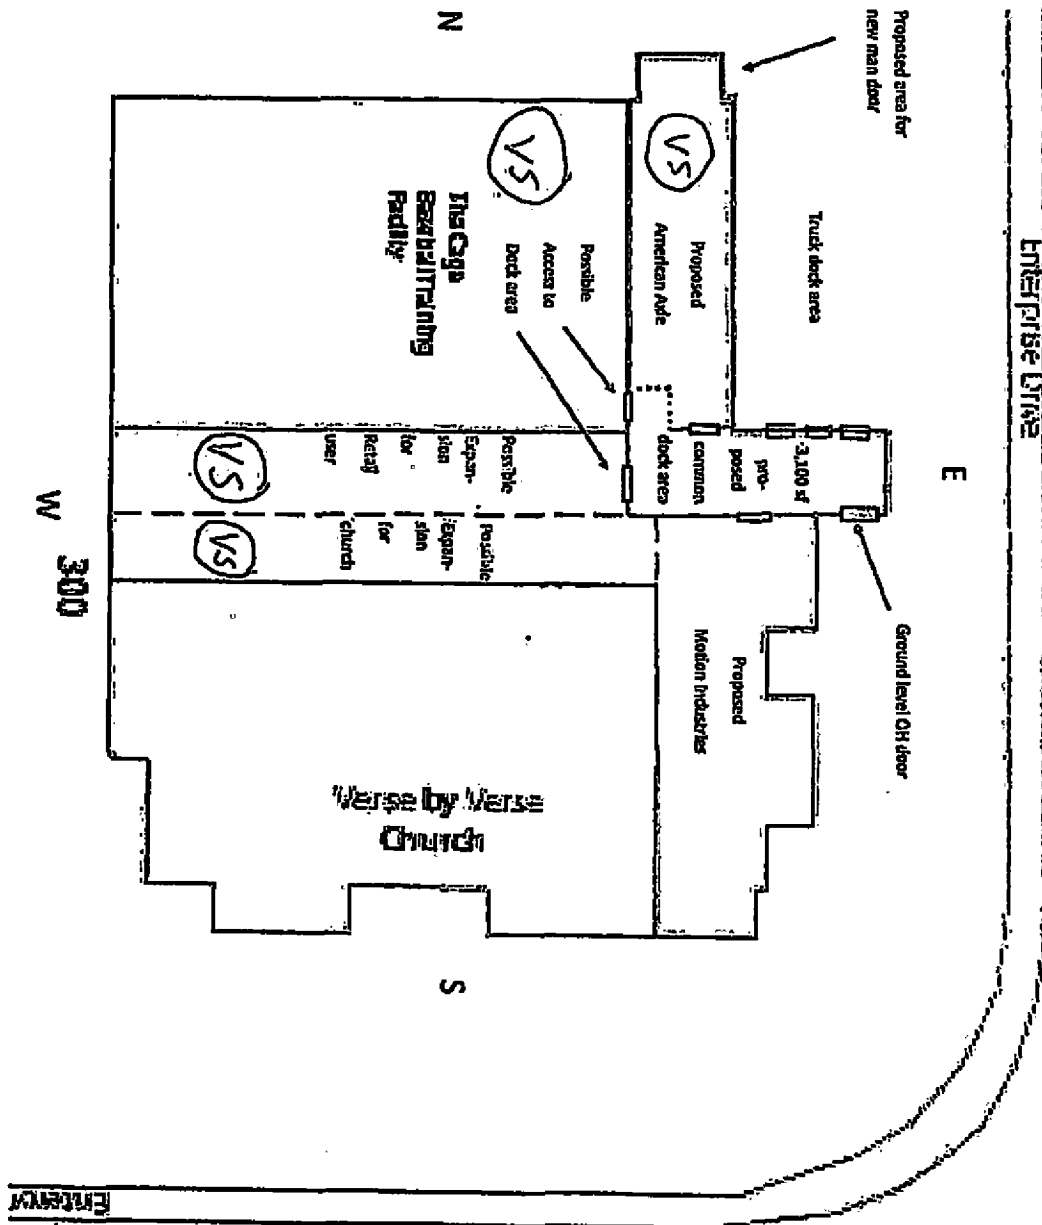 Enterprise Drive
E
Proposed area for
new man door
Truck dock area
Ground level OH door
N
VS
Proposed
American Axle
~3,100 sf
pro-
posed
common
dock area
Proposed
Motion Industries
VS
Possible
Access to
Dock area
The Cage
Baseball Training
Facility
Possible
Expan-
sion
for
Retail
user
VS
Possible
Expan-
sion
for
church
VS
Verse by Verse
Church
S
W
300